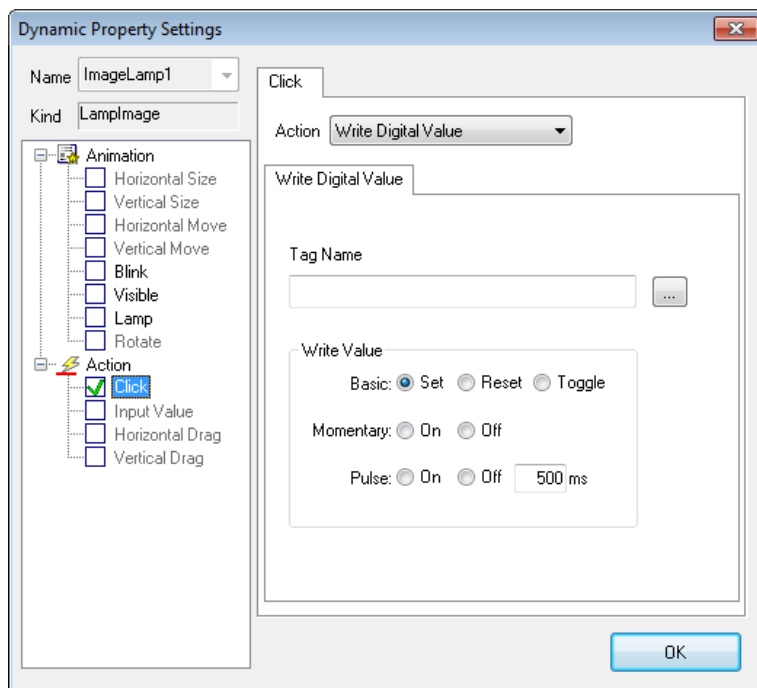 Dynamic Property Settings
Name ImageLamp1
Kind LampImage
Animation
Horizontal Size
Vertical Size
Horizontal Move
Vertical Move
Blink
Visible
Lamp
Rotate
Action
Click
Input Value
Horizontal Drag
Vertical Drag
Click
Action Write Digital Value
Write Digital Value
Tag Name
...
Write Value
Basic: Set Reset Toggle
Momentary: On Off
Pulse: On Off 500 ms
OK